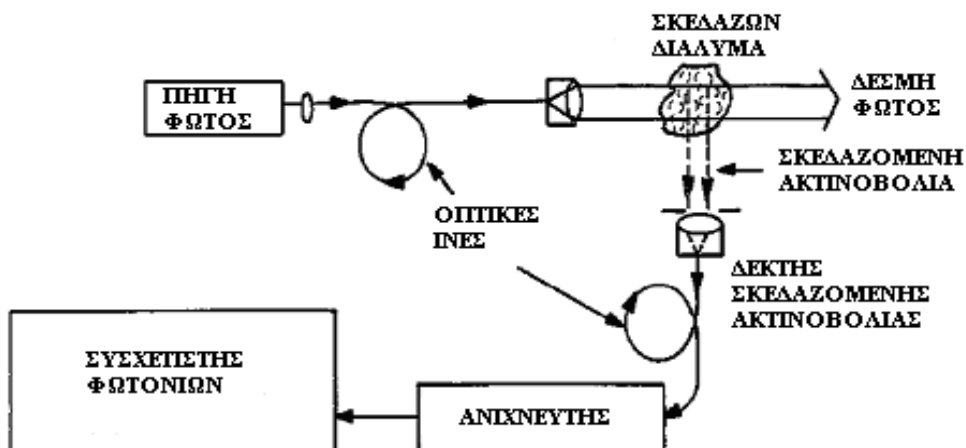 ΣΚΕΔΑΖΩΝ
ΔΙΑΛΥΜΑ
ΠΗΓΗ
ΦΩΤΟΣ
ΔΕΣΜΗ
ΦΩΤΟΣ
ΣΚΕΔΑΖΟΜΕΝΗ
ΑΚΤΙΝΟΒΟΛΙΑ
ΟΠΤΙΚΕΣ
ΙΝΕΣ
ΔΕΚΤΗΣ
ΣΚΕΔΑΖΟΜΕΝΗΣ
ΑΚΤΙΝΟΒΟΛΙΑΣ
ΣΥΣΧΕΤΙΣΤΗΣ
ΦΩΤΟΝΙΩΝ
ΑΝΙΧΝΕΥΤΗΣ